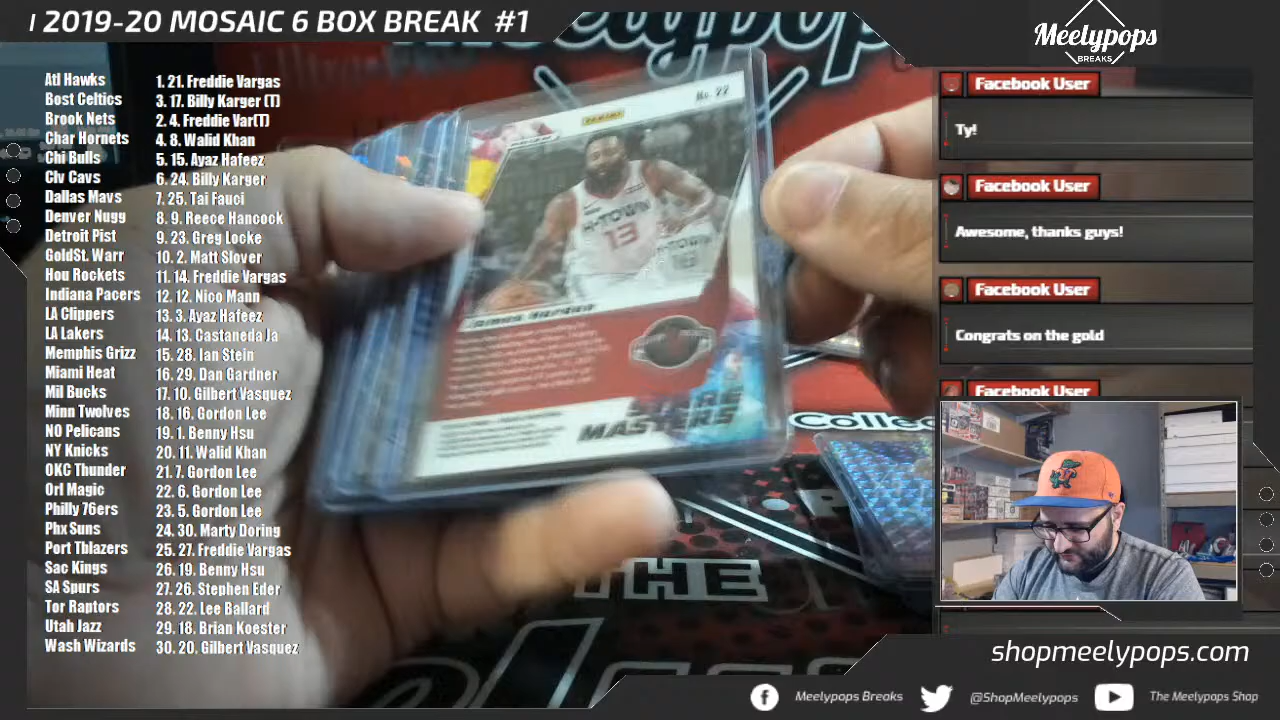 2019-20 MOSAIC 6 BOX BREAK #1
Meelypops
BREAKS
Atl Hawks 1. 21. Freddie Vargas
Bost Celtics 3. 17. Billy Karger (T)
Brook Nets 2. 4. Freddie Var(T)
Char Hornets 4. 8. Walid Khan
Chi Bulls 5. 15. Ayaz Hafeez
Clv Cavs 6. 24. Billy Karger
Dallas Mavs 7. 25. Tai Fauci
Denver Nugg 8. 9. Reece Hancock
Detroit Pist 9. 23. Greg Locke
GoldSt. Warr 10. 2. Matt Slover
Hou Rockets 11. 14. Freddie Vargas
Indiana Pacers 12. 12. Nico Mann
LA Clippers 13. 3. Ayaz Hafeez
LA Lakers 14. 13. Castaneda Ja
Memphis Grizz 15. 28. Ian Stein
Miami Heat 16. 29. Dan Gardner
Mil Bucks 17. 10. Gilbert Vasquez
Minn Twolves 18. 16. Gordon Lee
NO Pelicans 19. 1. Benny Hsu
NY Knicks 20. 11. Walid Khan
OKC Thunder 21. 7. Gordon Lee
Orl Magic 22. 6. Gordon Lee
Philly 76ers 23. 5. Gordon Lee
Phx Suns 24. 30. Marty Doring
Port Tblazers 25. 27. Freddie Vargas
Sac Kings 26. 19. Benny Hsu
SA Spurs 27. 26. Stephen Eder
Tor Raptors 28. 22. Lee Ballard
Utah Jazz 29. 18. Brian Koester
Wash Wizards 30. 20. Gilbert Vasquez
No. 22
PANINI
H-TOWN
13
James Harden
MASTERS
Collec
THE
Facebook User
Ty!
Facebook User
Awesome, thanks guys!
Facebook User
Congrats on the gold
Facebook User
shopmeelypops.com
Meelypops Breaks
@ShopMeelypops
The Meelypops Shop